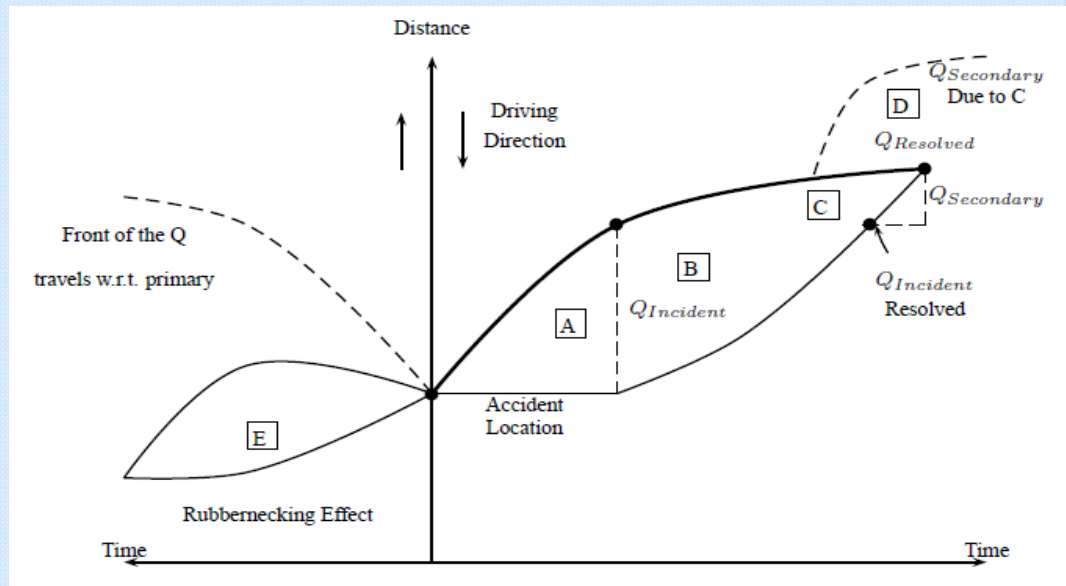 Distance
Driving
Direction
Q_Secondary
Due to C
D
Q_Resolved
C
Q_Secondary
Front of the Q
travels w.r.t. primary
B
Q_Incident
Resolved
Q_Incident
A
Accident
Location
E
Rubbernecking Effect
Time
Time